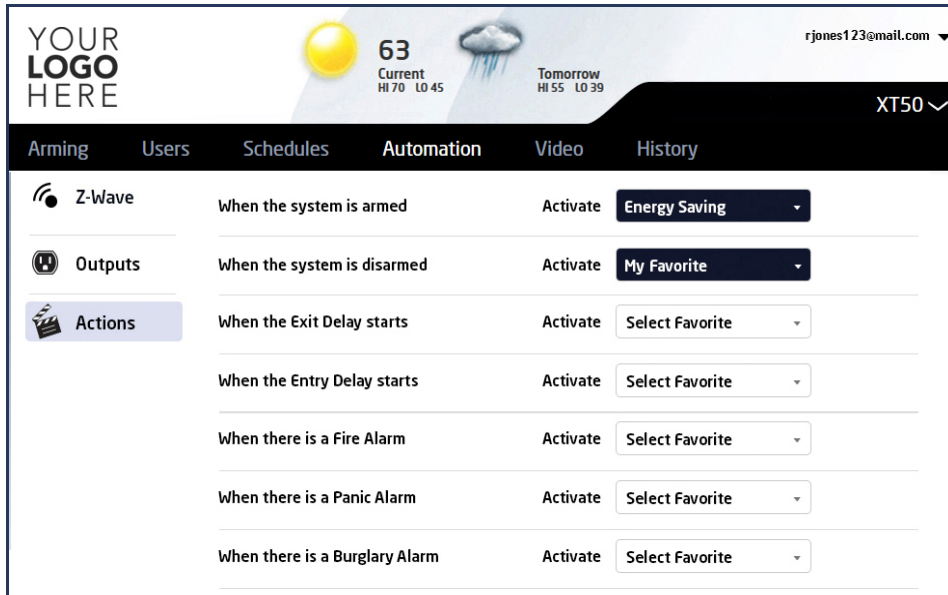 YOUR
LOGO
HERE
63
Current
HI 70 LO 45
Tomorrow
HI 55 LO 39
rjones123@mail.com
XT50
Arming Users Schedules Automation Video History
Z-Wave
Outputs
Actions
When the system is armed Activate Energy Saving
When the system is disarmed Activate My Favorite
When the Exit Delay starts Activate Select Favorite
When the Entry Delay starts Activate Select Favorite
When there is a Fire Alarm Activate Select Favorite
When there is a Panic Alarm Activate Select Favorite
When there is a Burglary Alarm Activate Select Favorite